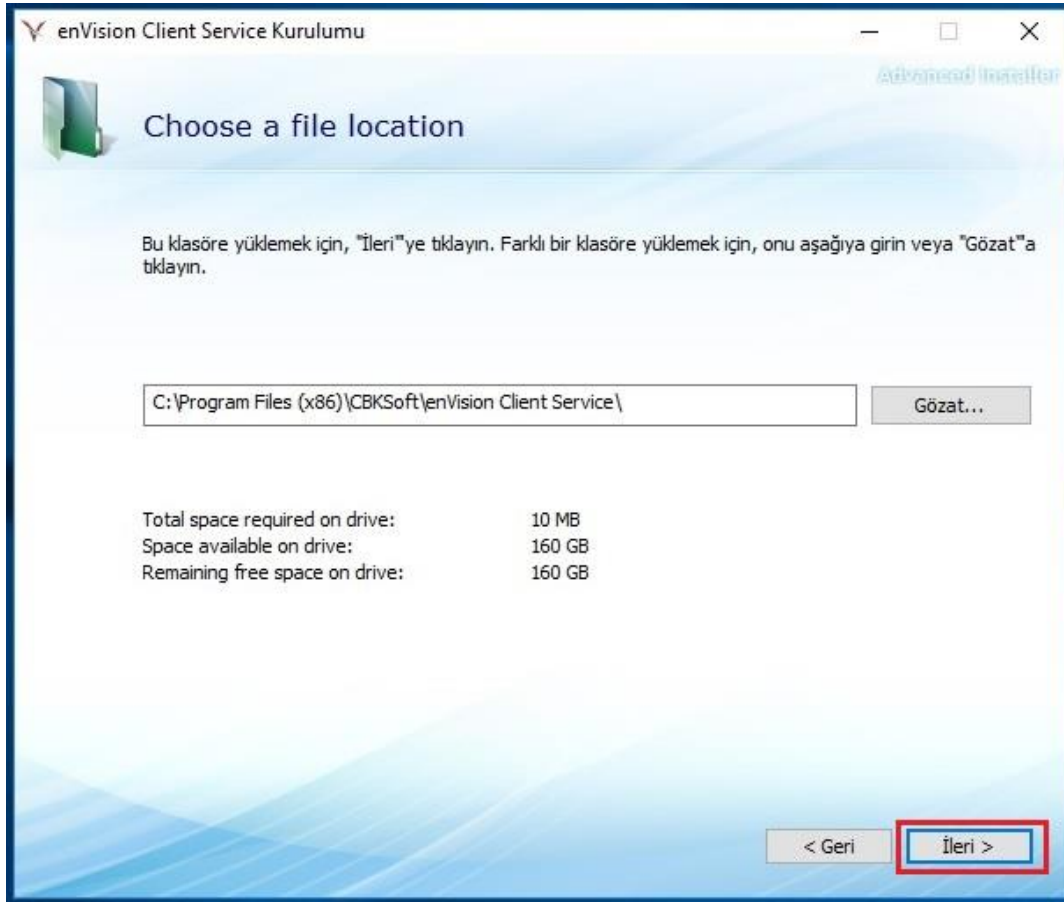 enVision Client Service Kurulumu
Advanced Installer
Choose a file location
Bu klasöre yüklemek için, "İleri"'ye tıklayın. Farklı bir klasöre yüklemek için, onu aşağıya girin veya "Gözat"'a
tıklayın.
C:\Program Files (x86)\CBKSoft\enVision Client Service\
Gözat...
Total space required on drive: 10 MB
Space available on drive: 160 GB
Remaining free space on drive: 160 GB
< Geri
İleri >